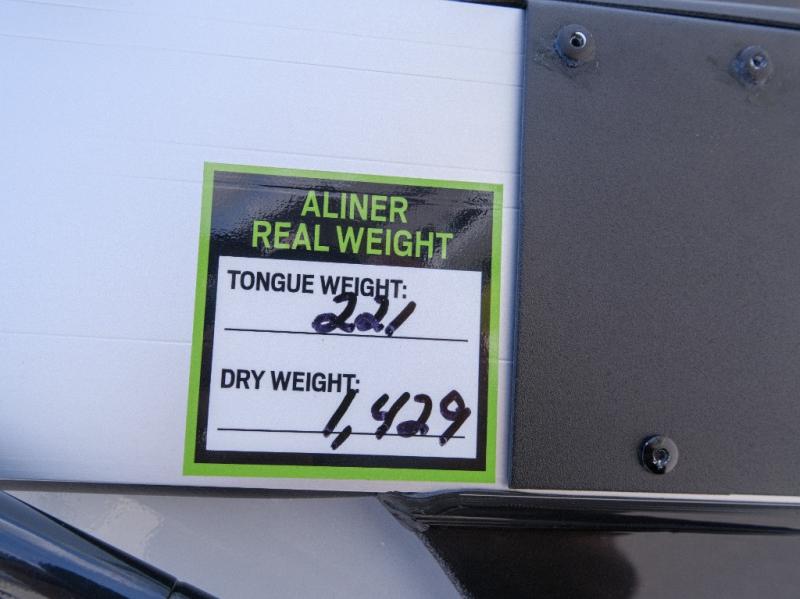 ALINER
REAL WEIGHT
TONGUE WEIGHT:
221
DRY WEIGHT:
1,429